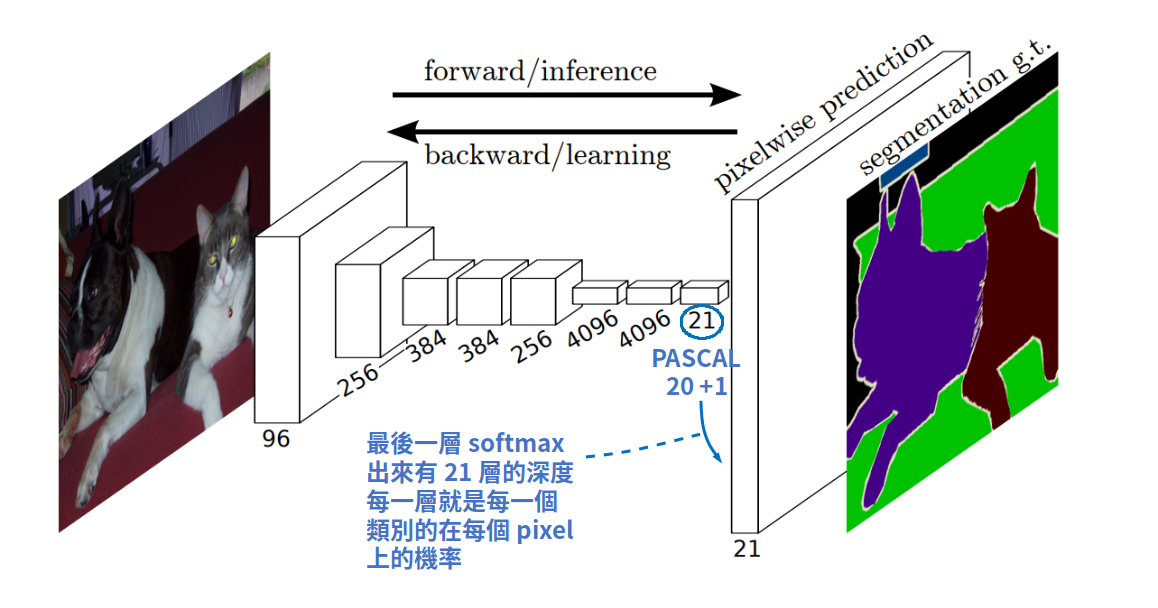 forward/inference
backward/learning
pixelwise prediction
segmentation g.t.
96
256
384
384
256
4096
4096
21
PASCAL
20 +1
最後一層 softmax
出來有 21 層的深度
每一層就是每一個
類別的在每個 pixel
上的機率
21